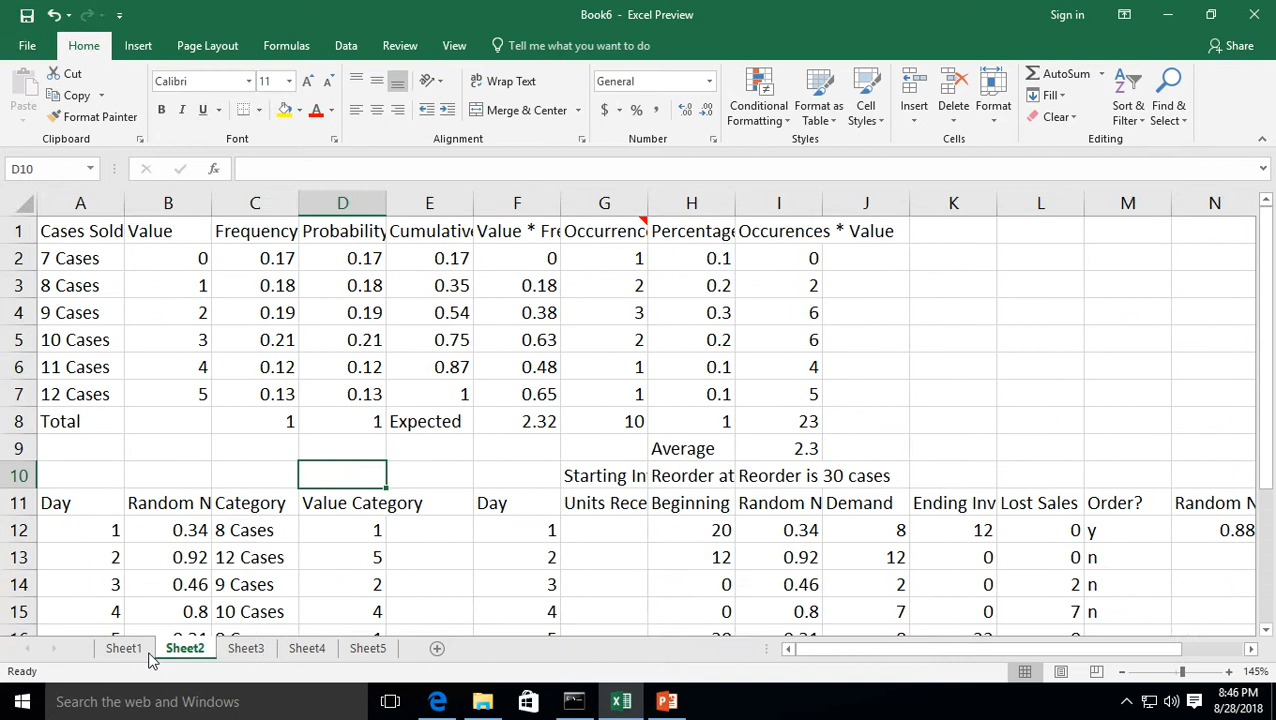 Book6 - Excel Preview
Sign in
File Home Insert Page Layout Formulas Data Review View Tell me what you want to do Share
Paste Cut Copy Format Painter
Clipboard
Calibri 11
B I U A
Font
Wrap Text
Merge & Center
Alignment
General
$ % ,
Number
Conditional Formatting Format as Table Cell Styles
Styles
Insert Delete Format
Cells
AutoSum Fill Clear
Sort & Filter Find & Select
Editing
D10 fx
A B C D E F G H I J K L M N
1 Cases Sold Value Frequency Probability Cumulative Value * Fre Occurrence Percentage Occurences * Value
2 7 Cases 0 0.17 0.17 0.17 0 1 0.1 0
3 8 Cases 1 0.18 0.18 0.35 0.18 2 0.2 2
4 9 Cases 2 0.19 0.19 0.54 0.38 3 0.3 6
5 10 Cases 3 0.21 0.21 0.75 0.63 2 0.2 6
6 11 Cases 4 0.12 0.12 0.87 0.48 1 0.1 4
7 12 Cases 5 0.13 0.13 1 0.65 1 0.1 5
8 Total 1 1 Expected 2.32 10 1 23
9 Average 2.3
10 Starting In Reorder at Reorder is 30 cases
11 Day Random N Category Value Category Day Units Rece Beginning Random N Demand Ending Inv Lost Sales Order? Random N
12 1 0.34 8 Cases 1 1 20 0.34 8 12 0 y 0.88
13 2 0.92 12 Cases 5 2 12 0.92 12 0 0 n
14 3 0.46 9 Cases 2 3 0 0.46 2 0 2 n
15 4 0.8 10 Cases 4 4 0 0.8 7 0 7 n
Sheet1 Sheet2 Sheet3 Sheet4 Sheet5
Ready 145%
Search the web and Windows
8:46 PM
8/28/2018